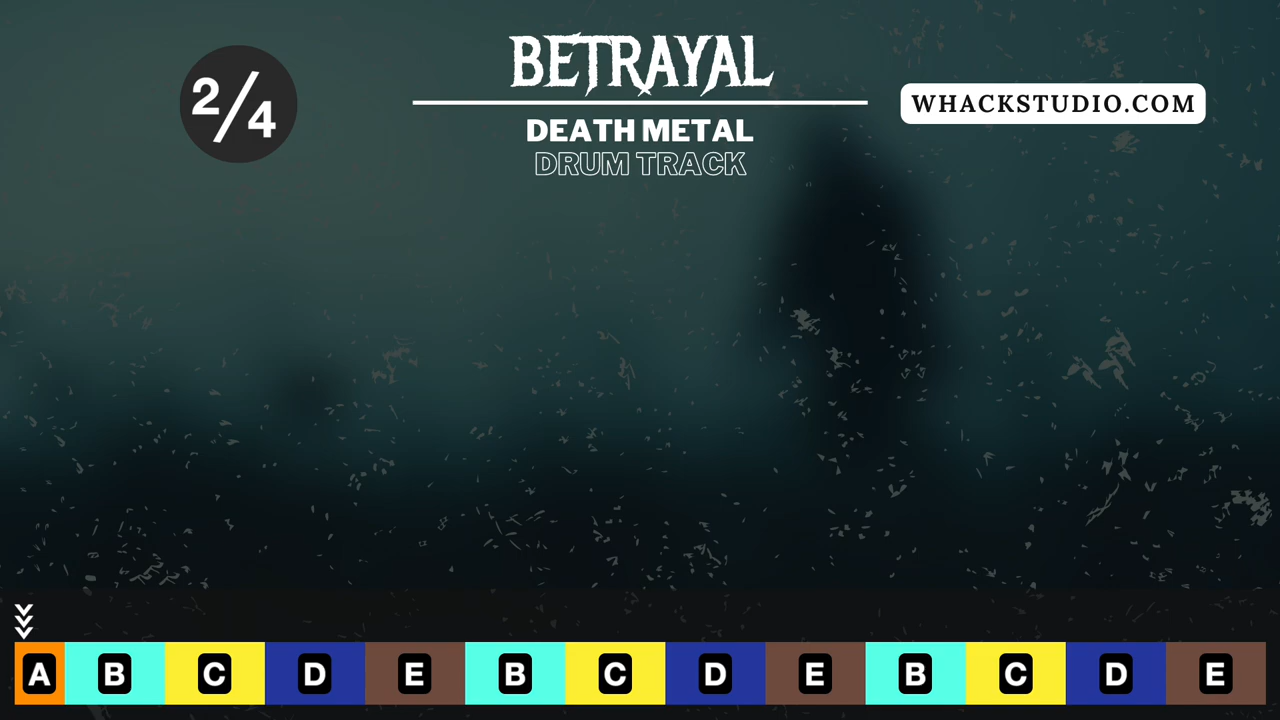 BETRAYAL
2/4
WHACKSTUDIO.COM
DEATH METAL
DRUM TRACK
A B C D E B C D E B C D E